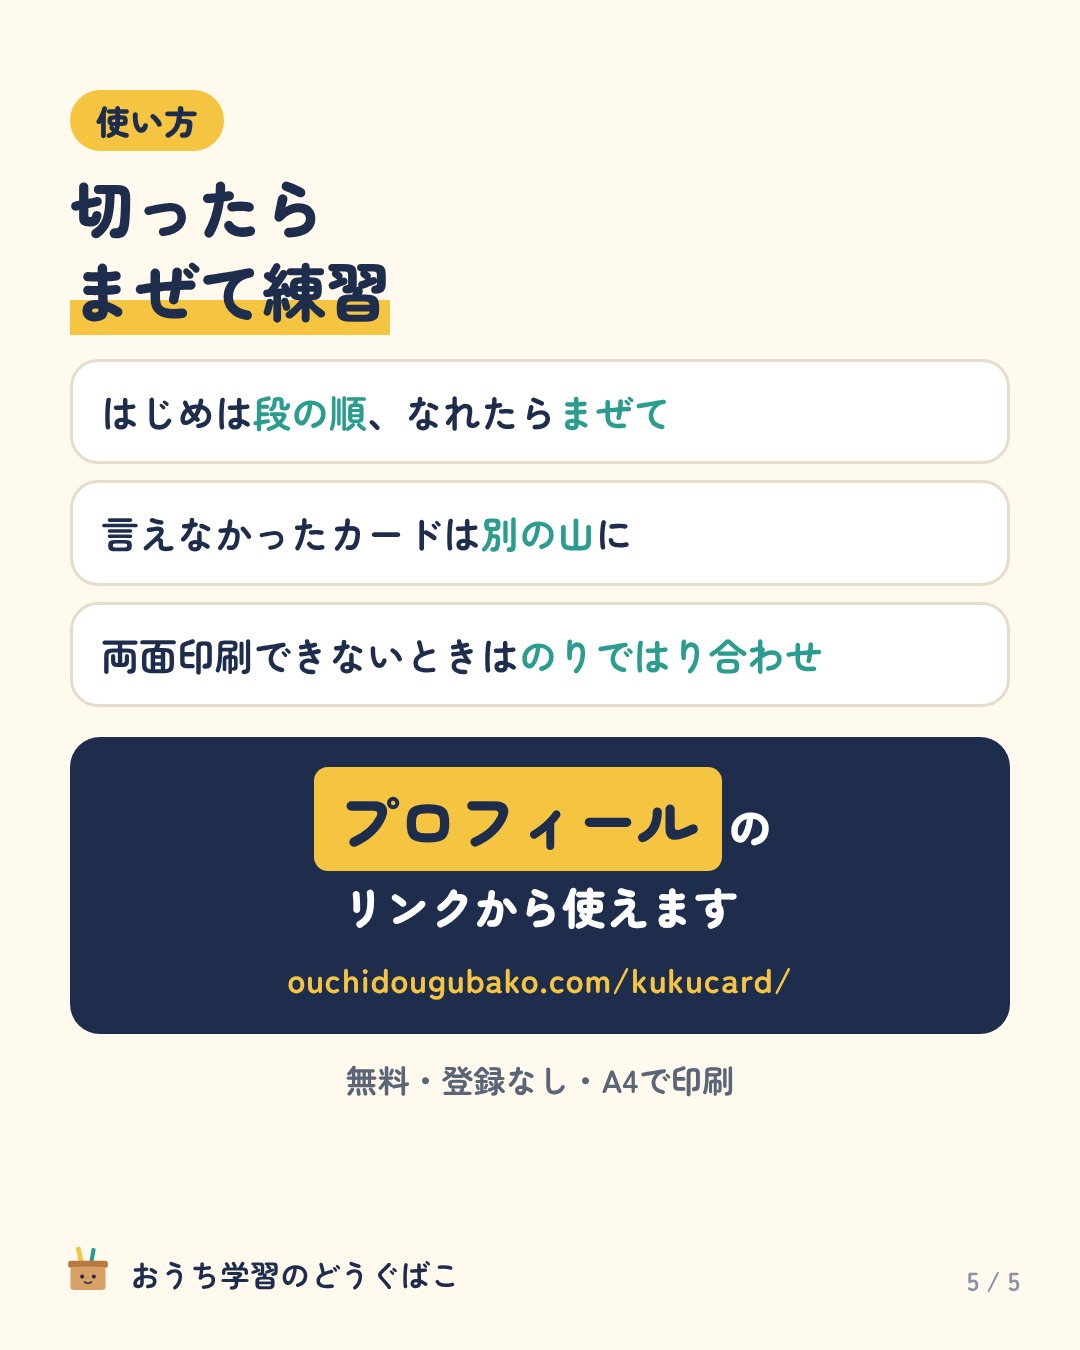 使い方
切ったら
まぜて練習
はじめは段の順、なれたらまぜて
言えなかったカードは別の山に
両面印刷できないときはのりではり合わせ
プロフィールの
リンクから使えます
ouchidougubako.com/kukucard/
無料・登録なし・A4で印刷
おうち学習のどうぐばこ
5 / 5